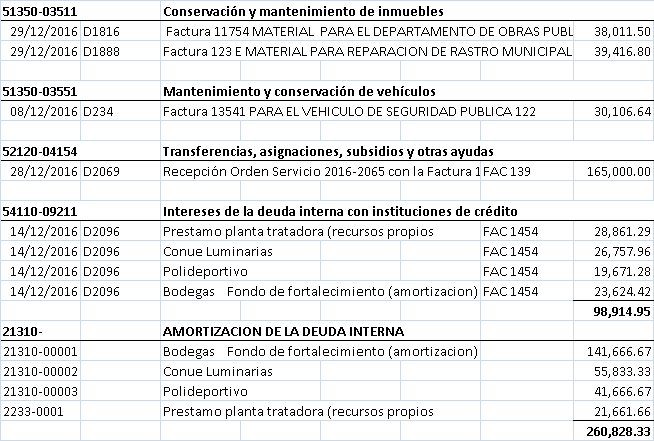 51350-03511 Conservación y mantenimiento de inmuebles
29/12/2016 D1816 Factura 11754 MATERIAL PARA EL DEPARTAMENTO DE OBRAS PUBL 38,011.50
29/12/2016 D1888 Factura 123 E MATERIAL PARA REPARACION DE RASTRO MUNICIPAL 39,416.80
51350-03551 Mantenimiento y conservación de vehículos
08/12/2016 D234 Factura 13541 PARA EL VEHICULO DE SEGURIDAD PUBLICA 122 30,106.64
52120-04154 Transferencias, asignaciones, subsidios y otras ayudas
28/12/2016 D2069 Recepción Orden Servicio 2016-2065 con la Factura 1 FAC 139 165,000.00
54110-09211 Intereses de la deuda interna con instituciones de crédito
14/12/2016 D2096 Prestamo planta tratadora (recursos propios FAC 1454 28,861.29
14/12/2016 D2096 Conue Luminarias FAC 1454 26,757.96
14/12/2016 D2096 Polideportivo FAC 1454 19,671.28
14/12/2016 D2096 Bodegas Fondo de fortalecimiento (amortizacion) FAC 1454 23,624.42
98,914.95
21310- AMORTIZACION DE LA DEUDA INTERNA
21310-00001 Bodegas Fondo de fortalecimiento (amortizacion) 141,666.67
21310-00002 Conue Luminarias 55,833.33
21310-00003 Polideportivo 41,666.67
2233-0001 Prestamo planta tratadora (recursos propios 21,661.66
260,828.33